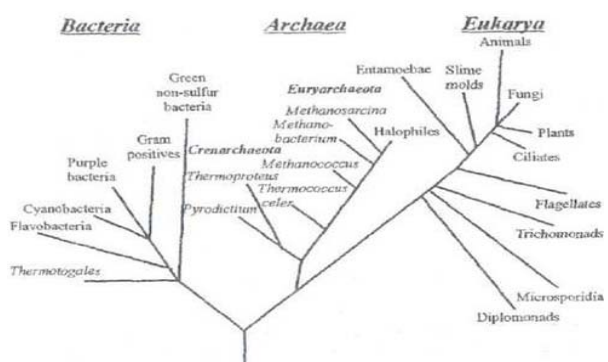 Bacteria
Archaea
Eukarya
Animals
Green
non-sulfur
bacteria
Entamoebae
Slime
molds
Euryarchaeota
Fungi
Methanosarcina
Methano-
bacterium
Halophiles
Gram
positives
Plants
Crenarchaeota
Methanococcus
Ciliates
Purple
bacteria
Thermoproteus
Thermococcus
celer
Cyanobacteria
Pyrodictium
Flagellates
Flavobacteria
Trichomonads
Thermotogales
Microsporidia
Diplomonads